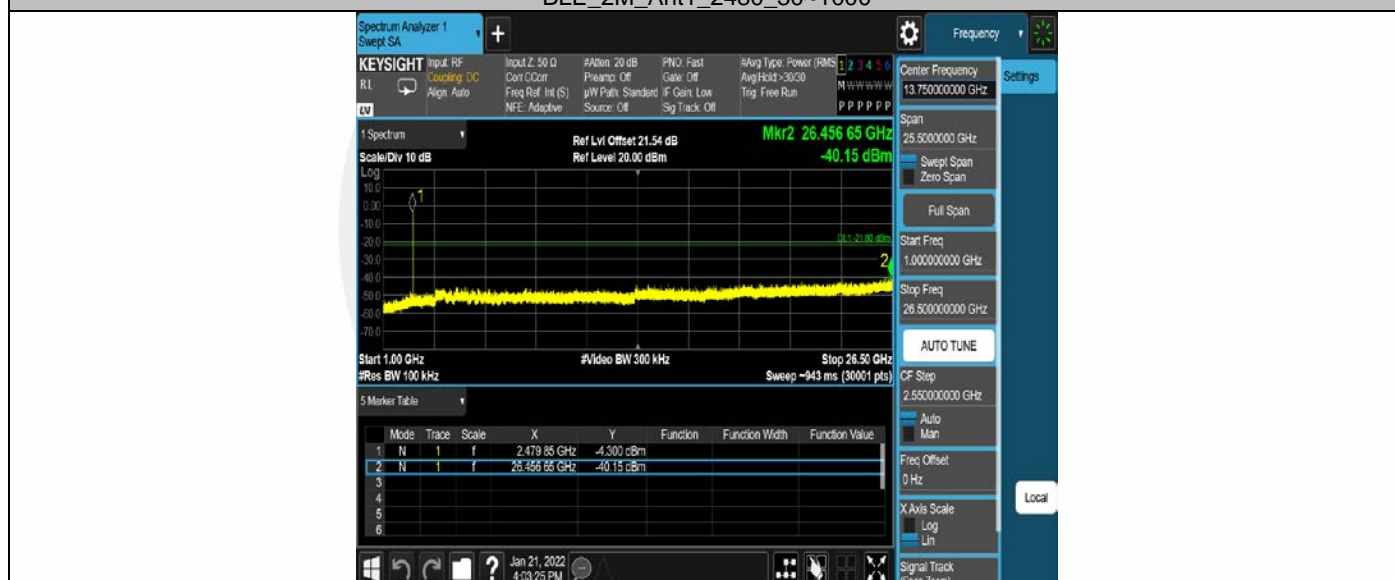 BLE_2M_Ant1_2480_30~1000
Spectrum Analyzer 1
Swept SA
+
Frequency
KEYSIGHT
Input: RF
Coupling: DC
Align: Auto
Input Z: 50 Ω
Corr CCorr
Freq Ref: Int (S)
NFE: Adaptive
#Atten: 20 dB
Preamp: Off
µW Path: Standard
Source: Off
PNO: Fast
Gate: Off
IF Gain: Low
Sig Track: Off
#Avg Type: Power (RMS
Avg|Hold:>30/30
Trig: Free Run
1 2 3 4 5 6
M W W W W W
P P P P P P
RL
Center Frequency
13.750000000 GHz
Settings
Span
25.5000000 GHz
Swept Span
Zero Span
Full Span
Start Freq
1.000000000 GHz
Stop Freq
26.500000000 GHz
AUTO TUNE
CF Step
2.550000000 GHz
Auto
Man
Freq Offset
0 Hz
X Axis Scale
Log
Lin
Signal Track
(Span Zoom)
Local
1 Spectrum
Scale/Div 10 dB
Log
Ref Lvl Offset 21.54 dB
Ref Level 20.00 dBm
Mkr2 26.456 65 GHz
-40.15 dBm
10.0
0.00
-10.0
-20.0
-30.0
-40.0
-50.0
-60.0
-70.0
1
DL1 -21.80 dBm
2
Start 1.00 GHz
#Res BW 100 kHz
#Video BW 300 kHz
Stop 26.50 GHz
Sweep ~943 ms (30001 pts)
5 Marker Table
Mode Trace Scale X Y Function Function Width Function Value
1 N 1 f 2.479 85 GHz -4.300 dBm
2 N 1 f 26.456 65 GHz -40.15 dBm
3
4
5
6
?
Jan 21, 2022
4:03:25 PM